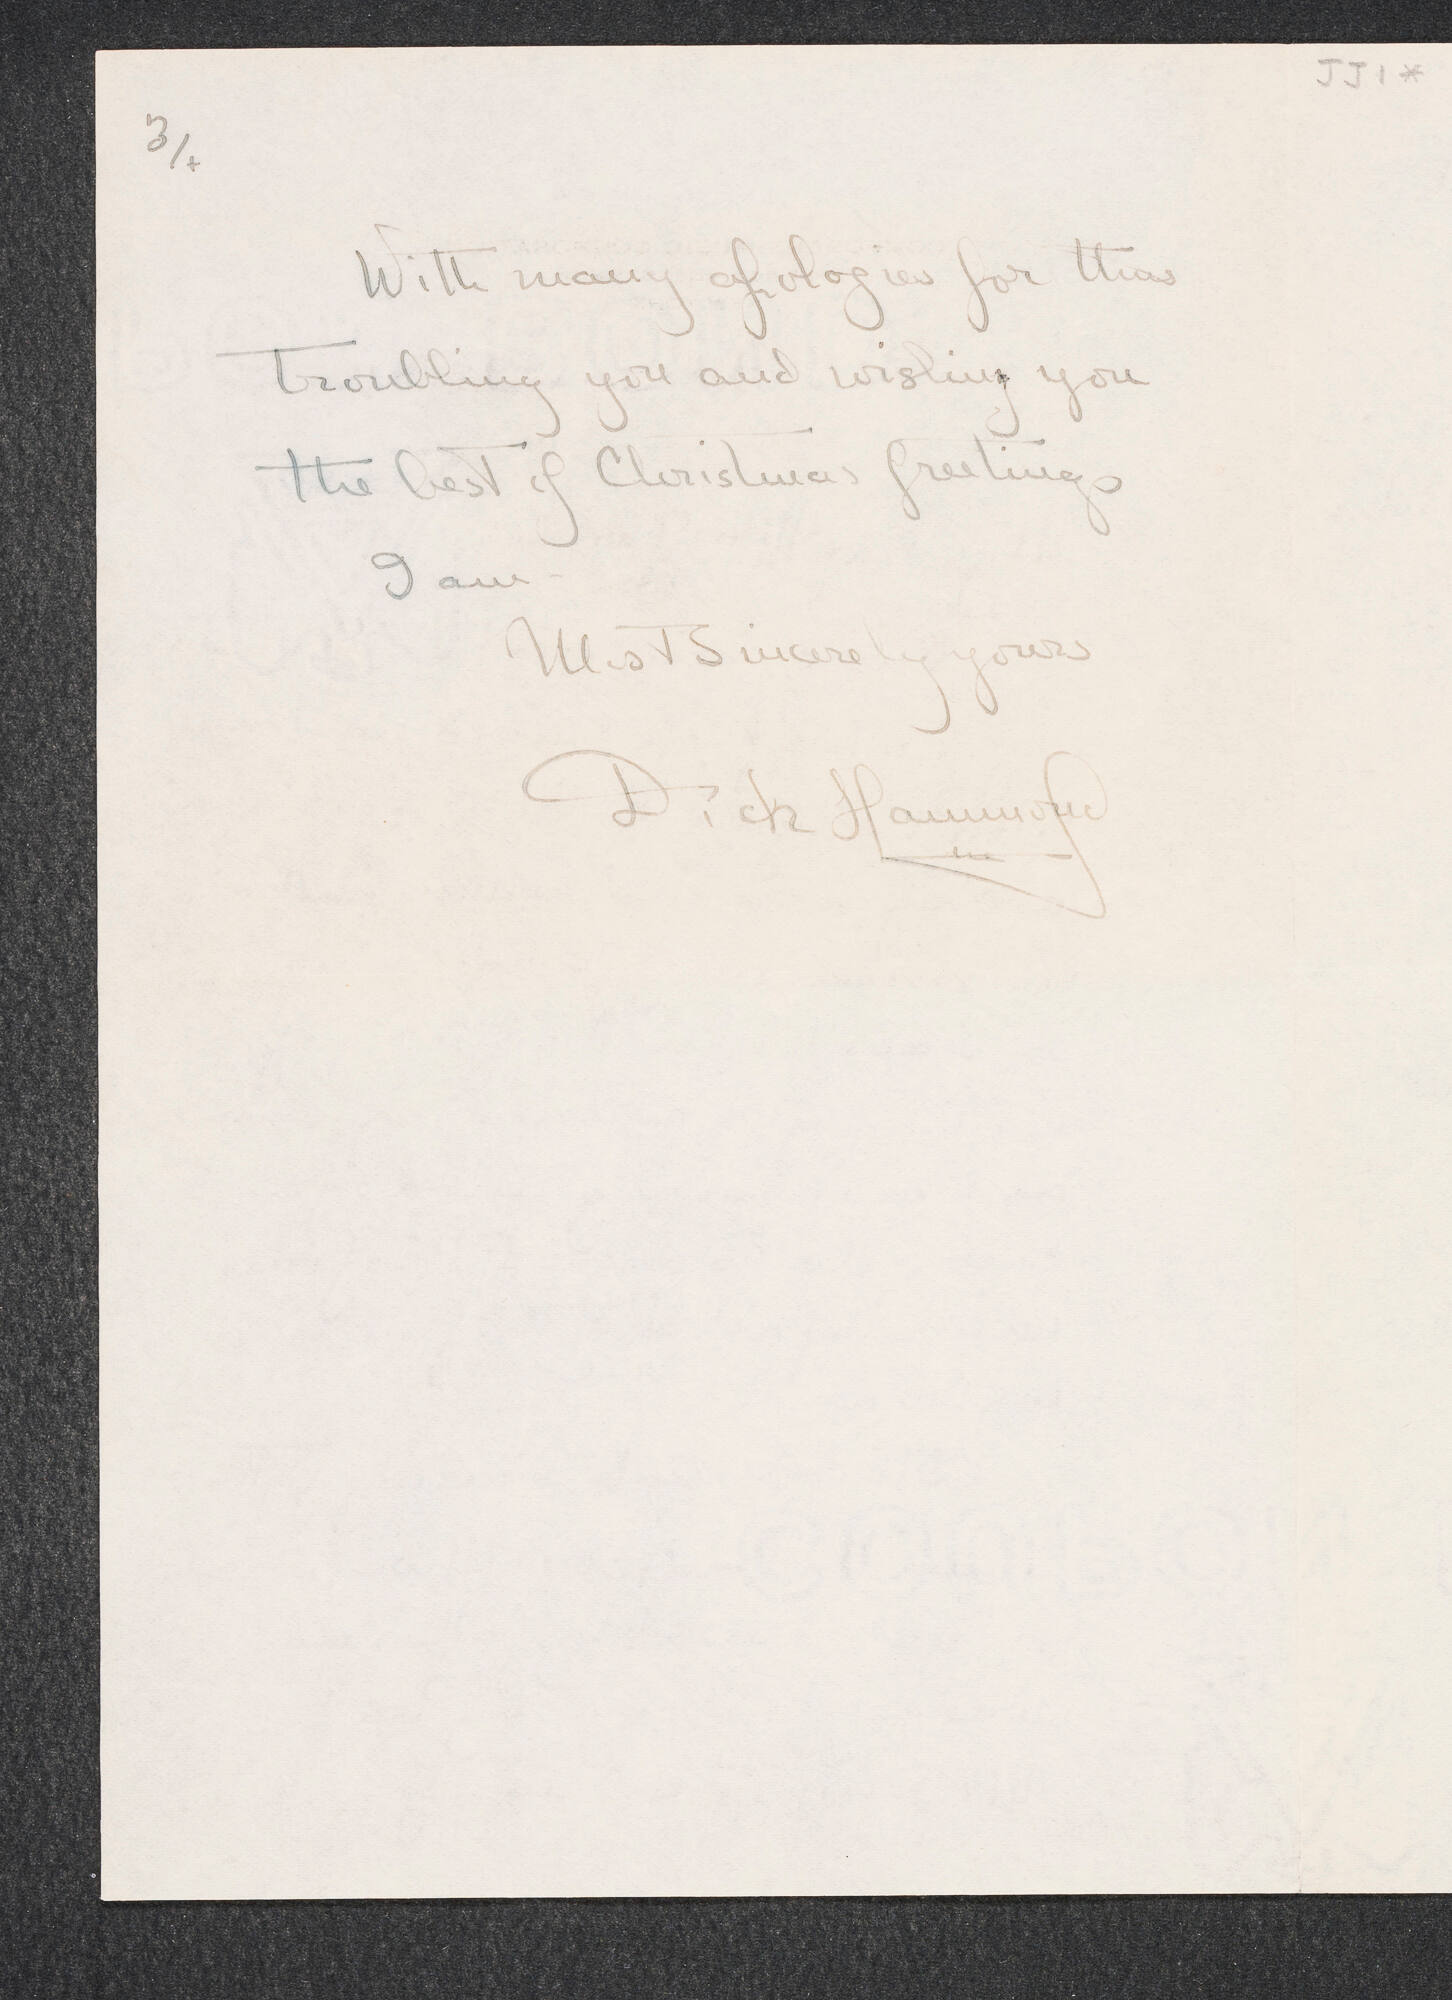 JJ1*
3/+
With many apologies for thus
troubling you and wishing you
the best of Christmas Greetings
I am -
Most Sincerely yours
Dick Hammond